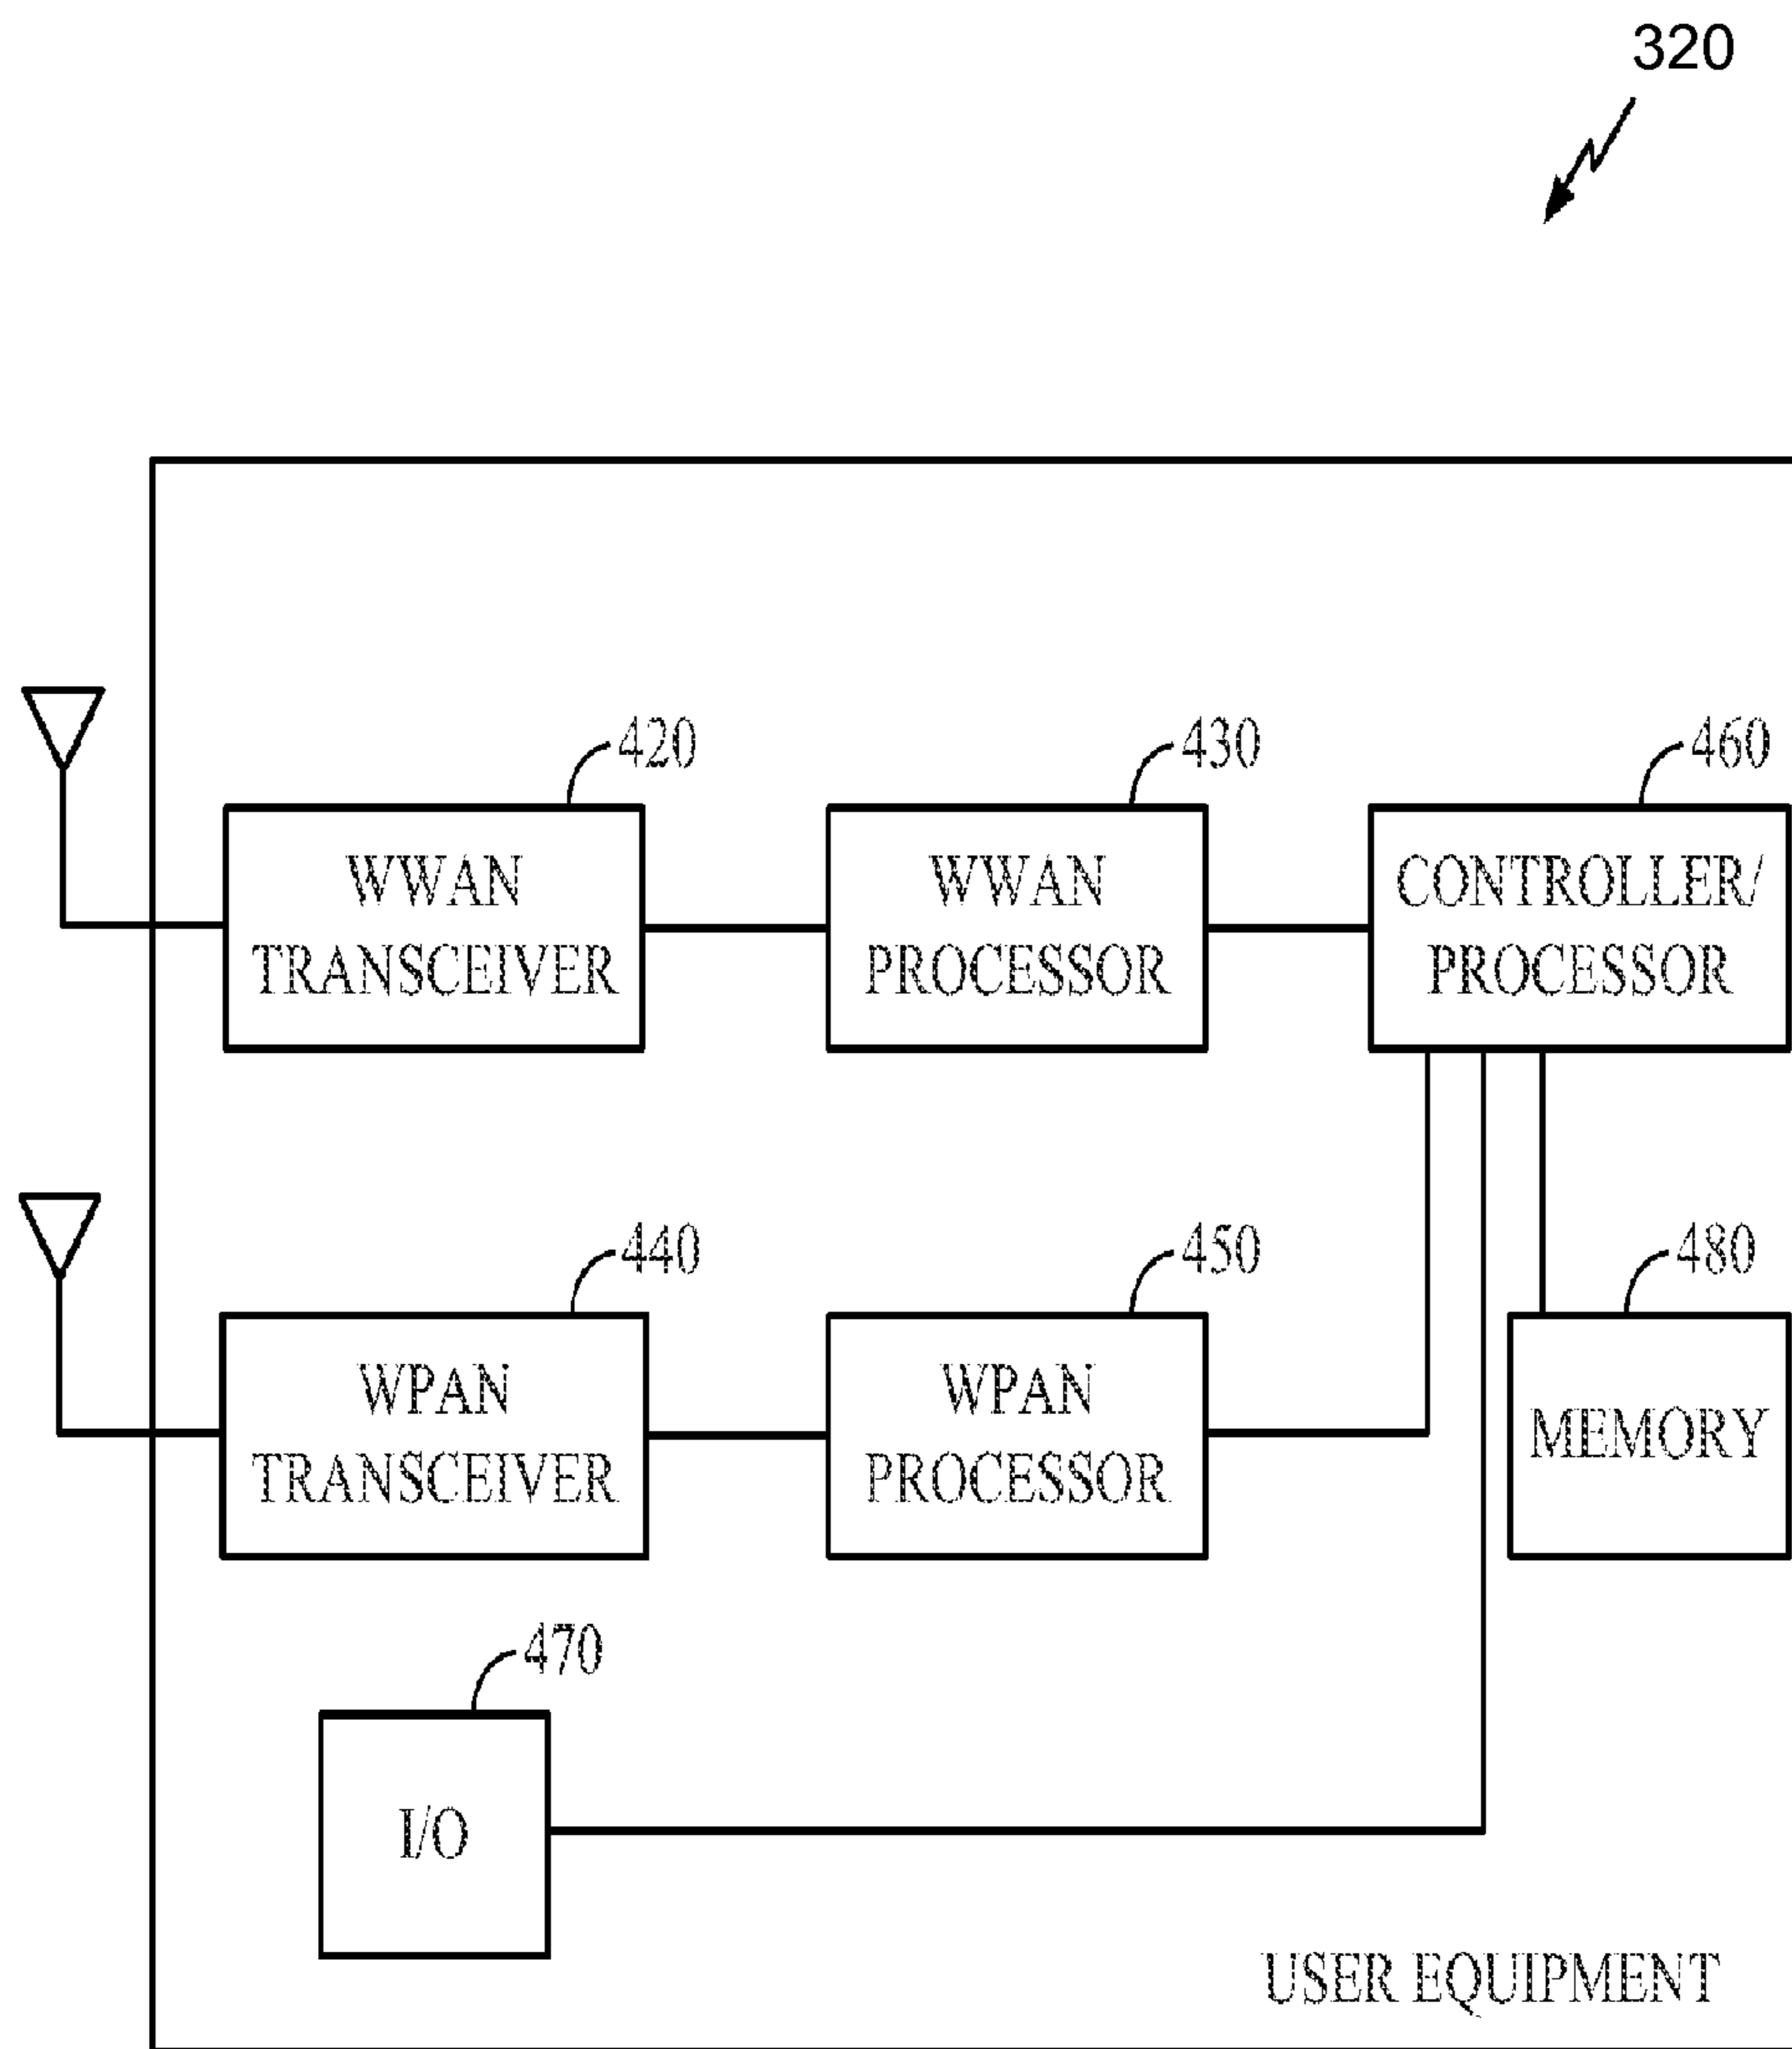 320
420
430
460
WWAN
TRANSCEIVER
WWAN
PROCESSOR
CONTROLLER/
PROCESSOR
440
450
480
WPAN
TRANSCEIVER
WPAN
PROCESSOR
MEMORY
470
I/O
USER EQUIPMENT